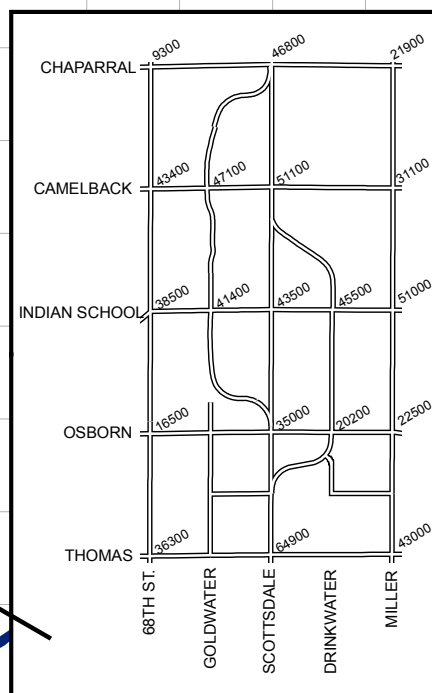 9300 46800 21900
CHAPARRAL
43400 47100 51100 31100
CAMELBACK
38500 41400 43500 45500 51000
INDIAN SCHOOL
16500 35000 20200 22500
OSBORN
36300 64900 43000
THOMAS
68TH ST.
GOLDWATER
SCOTTSDALE
DRINKWATER
MILLER